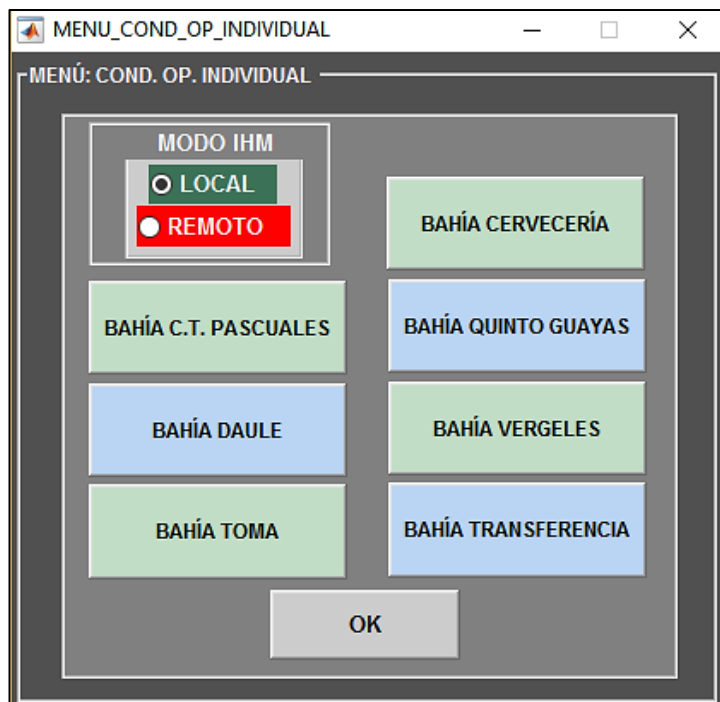 MENU_COND_OP_INDIVIDUAL
MENÚ: COND. OP. INDIVIDUAL
MODO IHM
LOCAL
REMOTO
BAHÍA C.T. PASCUALES
BAHÍA DAULE
BAHÍA TOMA
BAHÍA CERVECERÍA
BAHÍA QUINTO GUAYAS
BAHÍA VERGELES
BAHÍA TRANSFERENCIA
OK